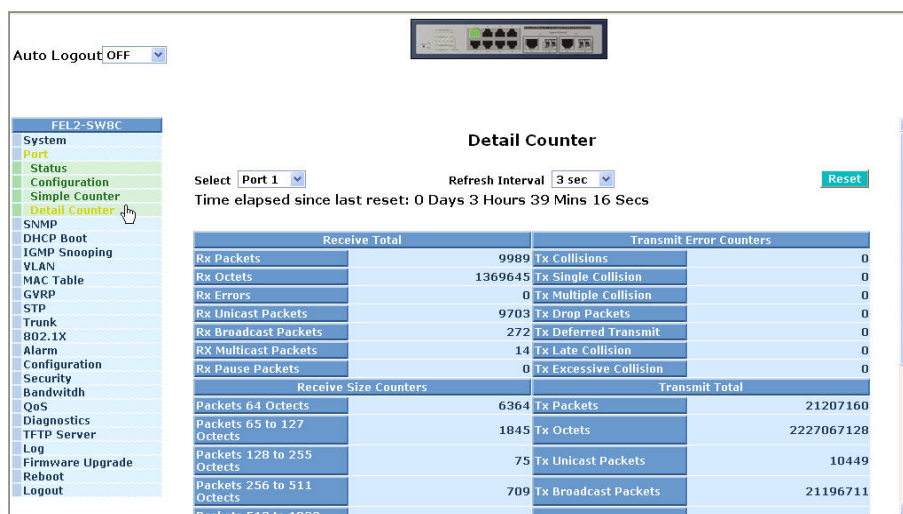 Auto Logout OFF
FEL2-SW8C
System
Port
Status
Configuration
Simple Counter
Detail Counter
SNMP
DHCP Boot
IGMP Snooping
VLAN
MAC Table
GVRP
STP
Trunk
802.1X
Alarm
Configuration
Security
Bandwitdh
QoS
Diagnostics
TFTP Server
Log
Firmware Upgrade
Reboot
Logout
Detail Counter
Select Port 1 Refresh Interval 3 sec Reset
Time elapsed since last reset: 0 Days 3 Hours 39 Mins 16 Secs
Receive Total Transmit Error Counters
Rx Packets 9989 Tx Collisions 0
Rx Octets 1369645 Tx Single Collision 0
Rx Errors 0 Tx Multiple Collision 0
Rx Unicast Packets 9703 Tx Drop Packets 0
Rx Broadcast Packets 272 Tx Deferred Transmit 0
RX Multicast Packets 14 Tx Late Collision 0
Rx Pause Packets 0 Tx Excessive Collision 0
Receive Size Counters Transmit Total
Packets 64 Octects 6364 Tx Packets 21207160
Packets 65 to 127
Octects 1845 Tx Octets 2227067128
Packets 128 to 255
Octects 75 Tx Unicast Packets 10449
Packets 256 to 511
Octects 709 Tx Broadcast Packets 21196711